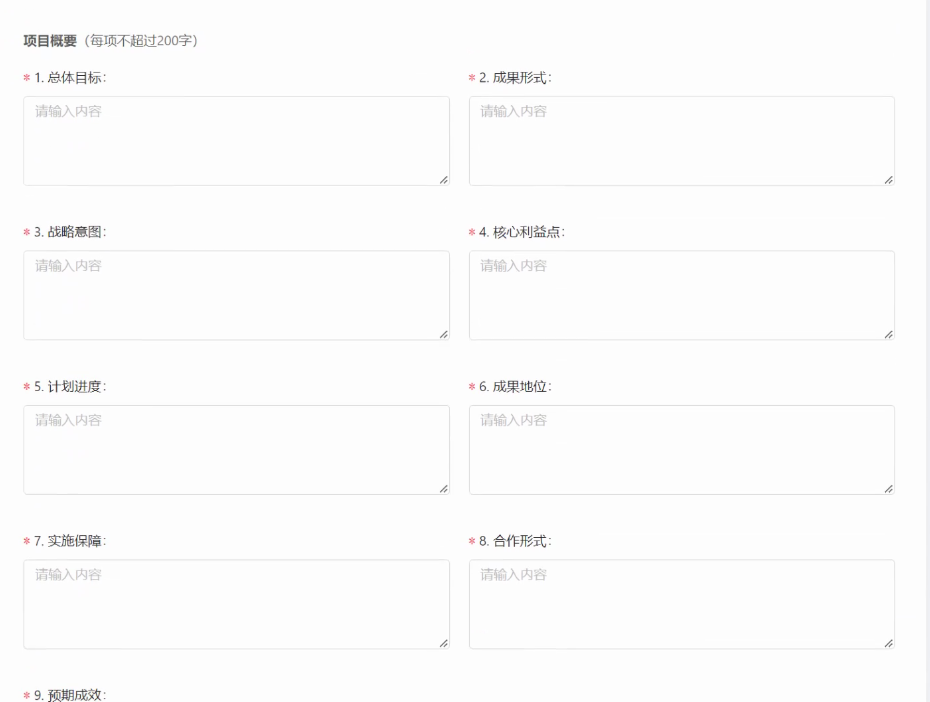 项目概要（每项不超过200字）
* 1. 总体目标:
* 2. 成果形式:
请输入内容
请输入内容
* 3. 战略意图:
* 4. 核心利益点:
请输入内容
请输入内容
* 5. 计划进度:
* 6. 成果地位:
请输入内容
请输入内容
* 7. 实施保障:
* 8. 合作形式:
请输入内容
请输入内容
* 9. 预期成效: